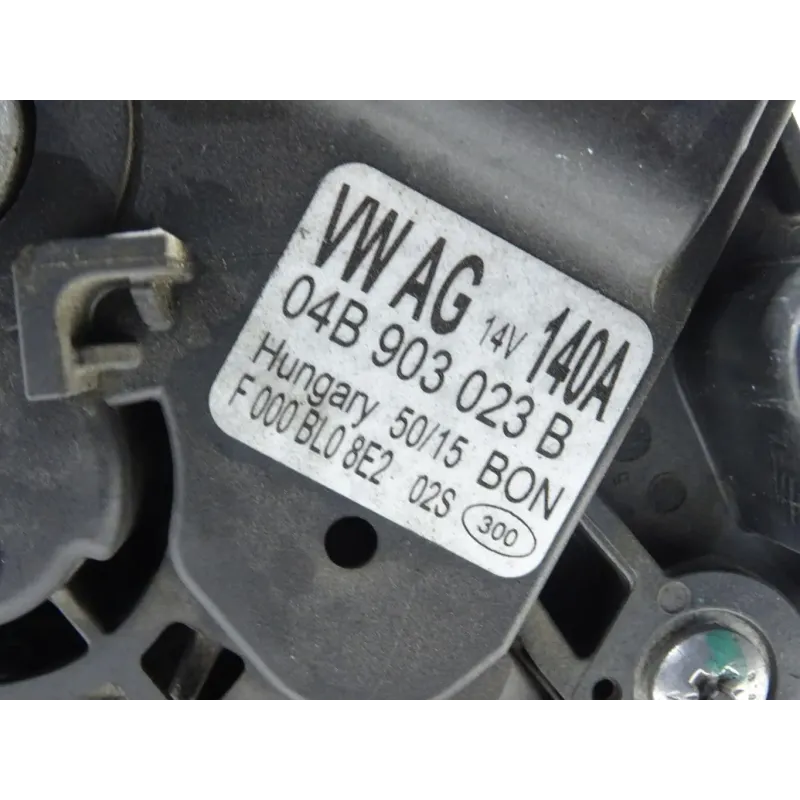 VW AG 14V 140A
04B 903 023 B
Hungary 50/15 BON
F 000 BL0 8E2 02S 300